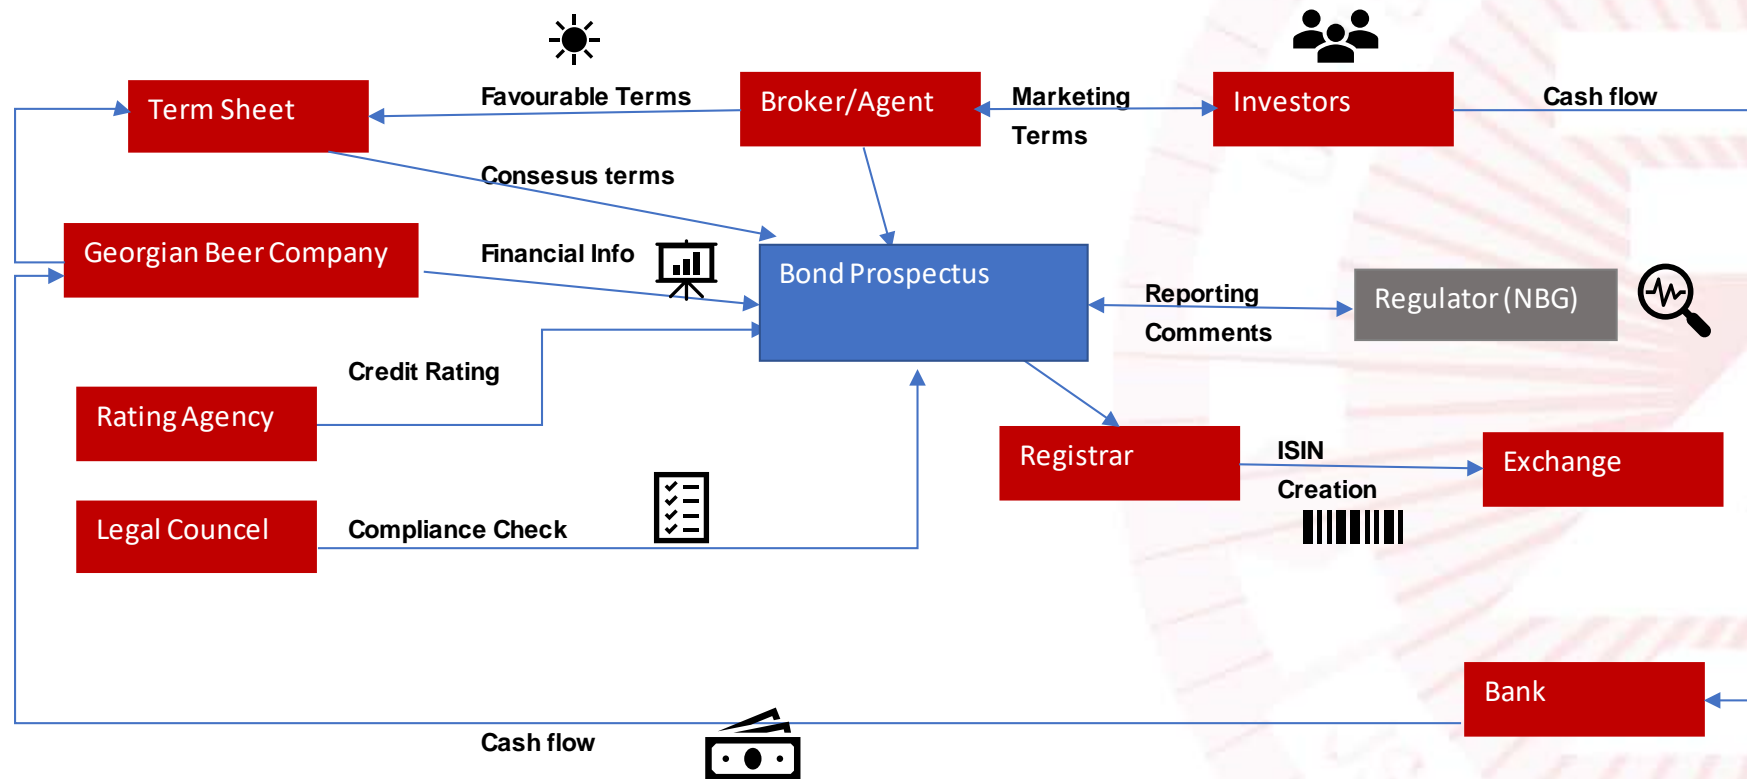 Term Sheet
Favourable Terms
Broker/Agent
Marketing
Terms
Investors
Cash flow
Consesus terms
Georgian Beer Company
Financial Info
Bond Prospectus
Reporting
Comments
Regulator (NBG)
Credit Rating
Rating Agency
Registrar
ISIN
Creation
Exchange
Legal Councel
Compliance Check
Bank
Cash flow